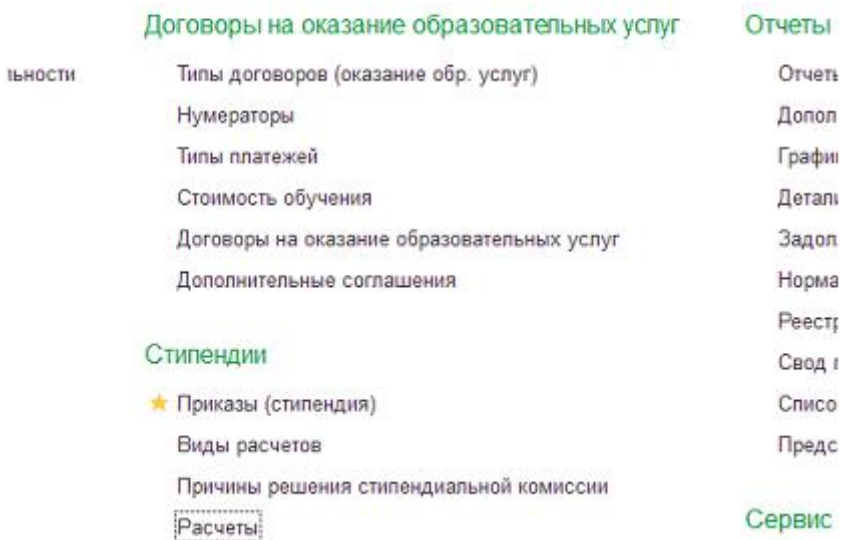 Договоры на оказание образовательных услуг
Типы договоров (оказание обр. услуг)
Нумераторы
Типы платежей
Стоимость обучения
Договоры на оказание образовательных услуг
Дополнительные соглашения
Стипендии
Приказы (стипендия)
Виды расчетов
Причины решения стипендиальной комиссии
Расчеты
Отчеты
Свод
Сервис